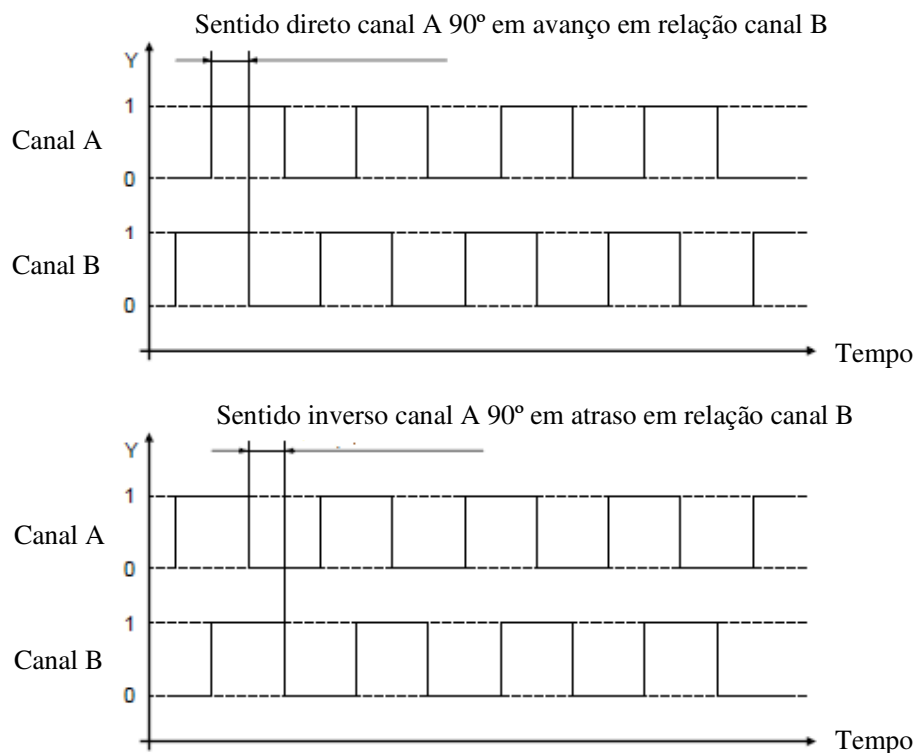 Sentido direto canal A 90º em avanço em relação canal B
Y
1
Canal A
0
1
Canal B
0
Tempo
Sentido inverso canal A 90º em atraso em relação canal B
Y
1
Canal A
0
1
Canal B
0
Tempo